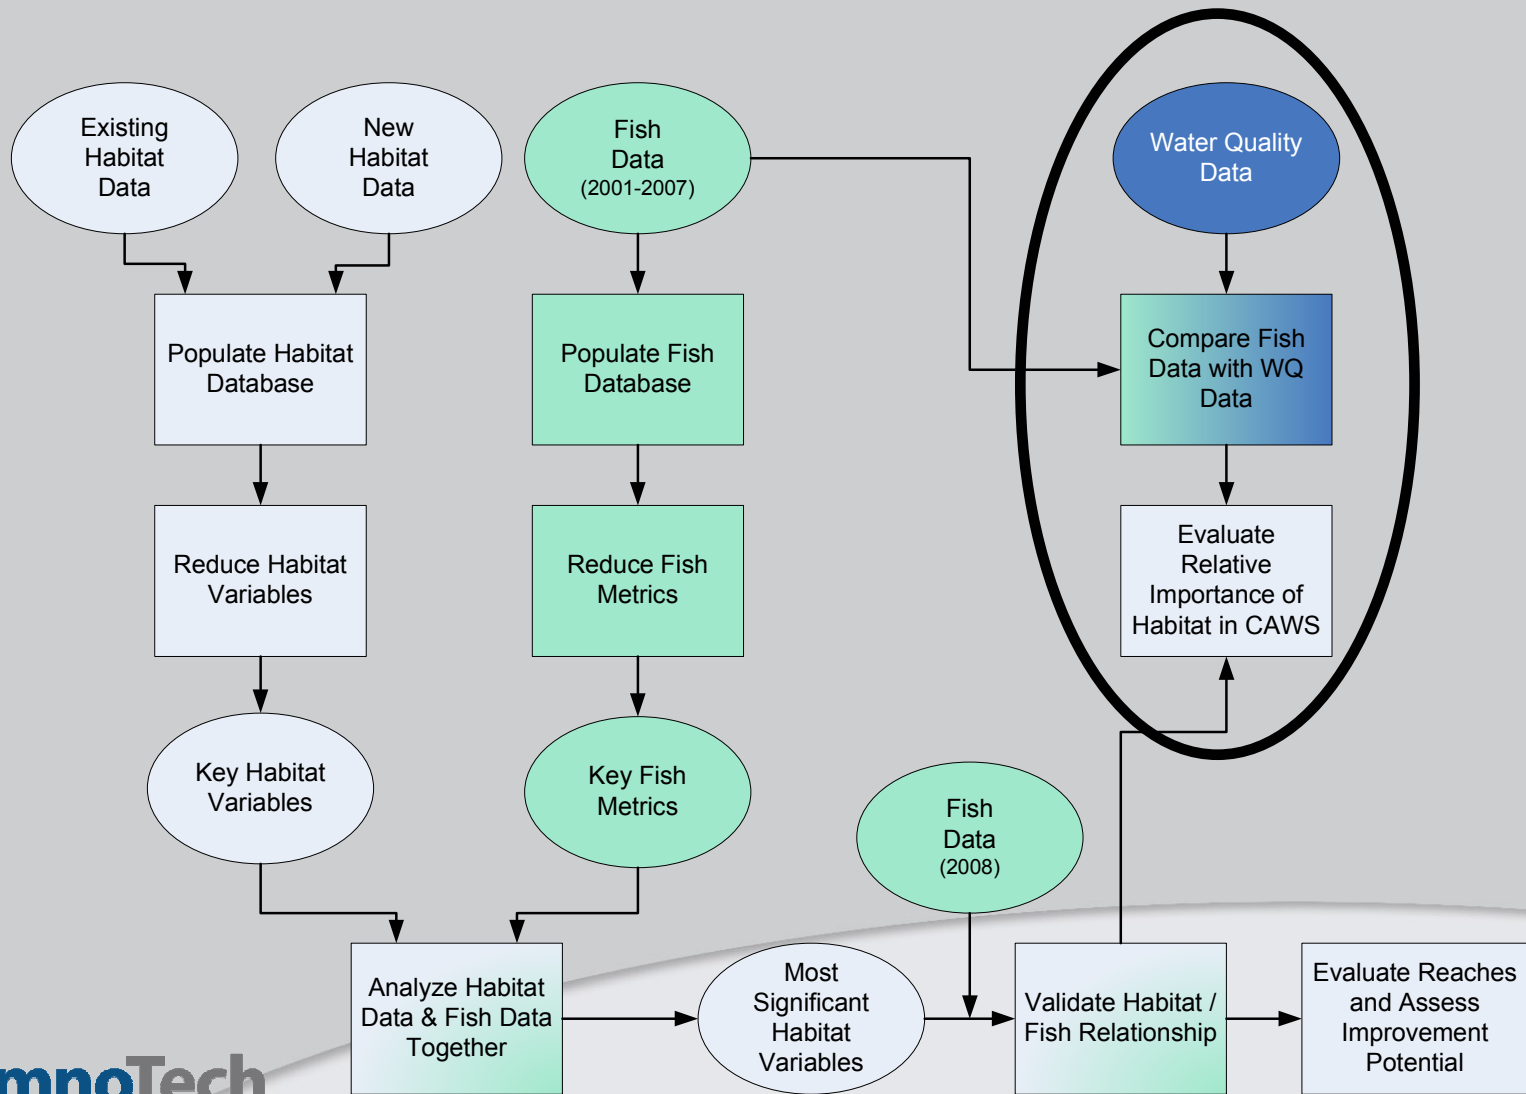 Existing
Habitat
Data
New
Habitat
Data
Fish
Data
(2001-2007)
Water Quality
Data
Populate Habitat
Database
Populate Fish
Database
Compare Fish
Data with WQ
Data
Reduce Habitat
Variables
Reduce Fish
Metrics
Evaluate
Relative
Importance of
Habitat in CAWS
Key Habitat
Variables
Key Fish
Metrics
Fish
Data
(2008)
Analyze Habitat
Data & Fish Data
Together
Most
Significant
Habitat
Variables
Validate Habitat /
Fish Relationship
Evaluate Reaches
and Assess
Improvement
Potential
mnoTech